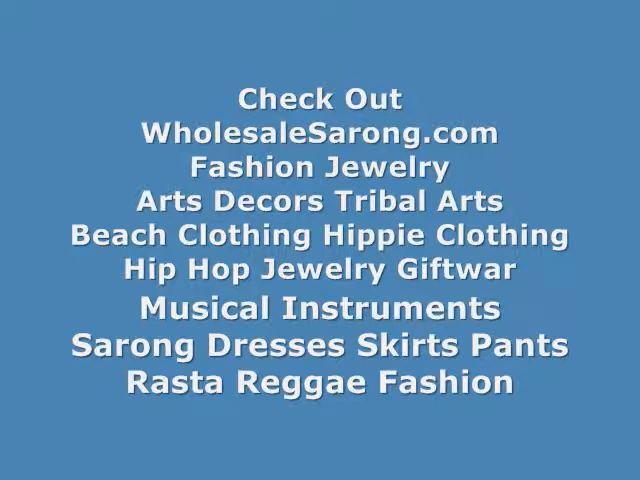 Check Out
WholesaleSarong.com
Fashion Jewelry
Arts Decors Tribal Arts
Beach Clothing Hippie Clothing
Hip Hop Jewelry Giftwar
Musical Instruments
Sarong Dresses Skirts Pants
Rasta Reggae Fashion